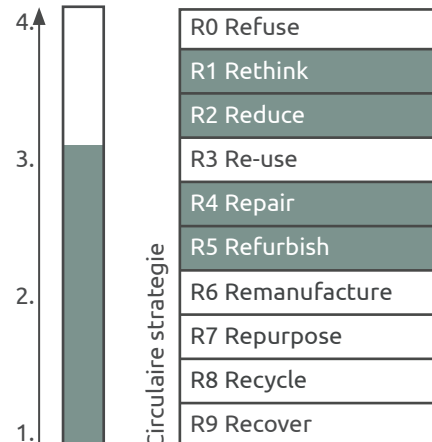 4.
3.
2.
1.
Circulaire strategie
R0 Refuse
R1 Rethink
R2 Reduce
R3 Re-use
R4 Repair
R5 Refurbish
R6 Remanufacture
R7 Repurpose
R8 Recycle
R9 Recover